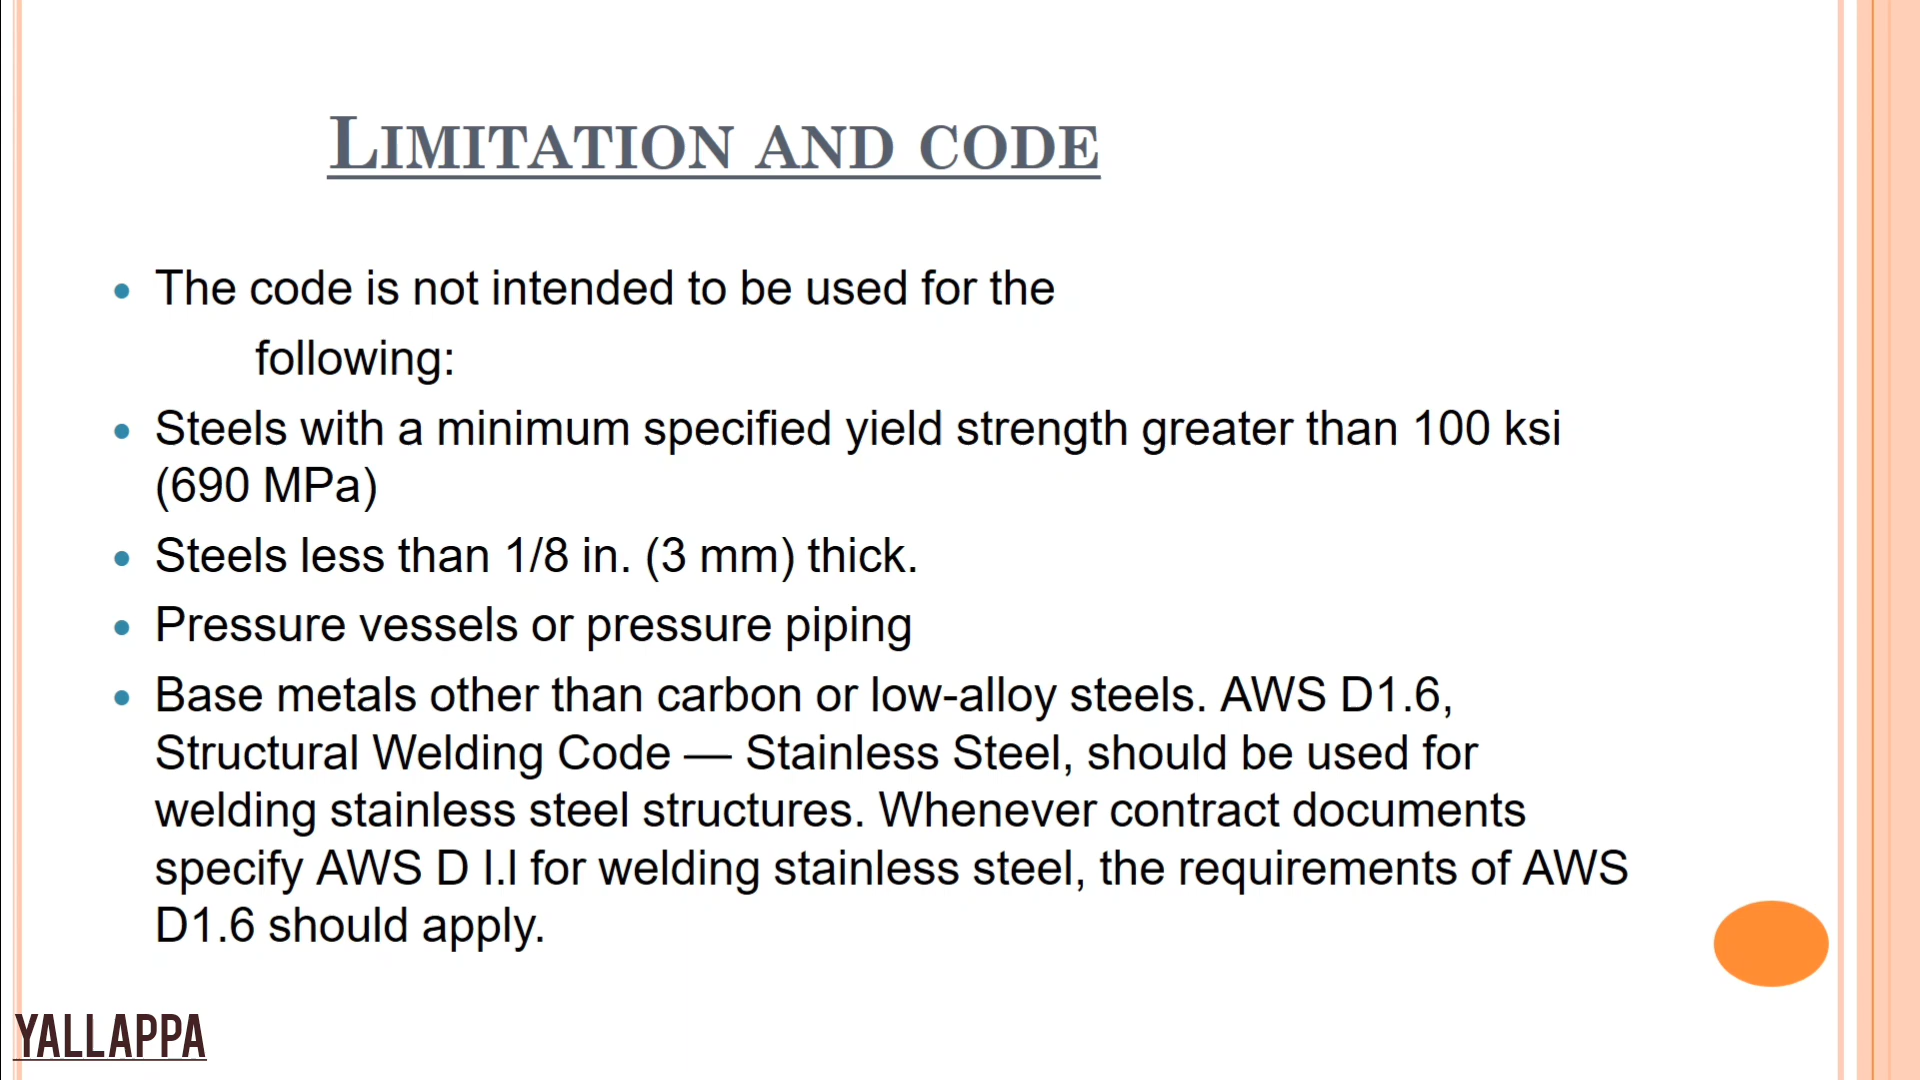 LIMITATION AND CODE
• The code is not intended to be used for the
following:
• Steels with a minimum specified yield strength greater than 100 ksi
(690 MPa)
• Steels less than 1/8 in. (3 mm) thick.
• Pressure vessels or pressure piping
• Base metals other than carbon or low-alloy steels. AWS D1.6,
Structural Welding Code — Stainless Steel, should be used for
welding stainless steel structures. Whenever contract documents
specify AWS D l.l for welding stainless steel, the requirements of AWS
D1.6 should apply.
YALLAPPA